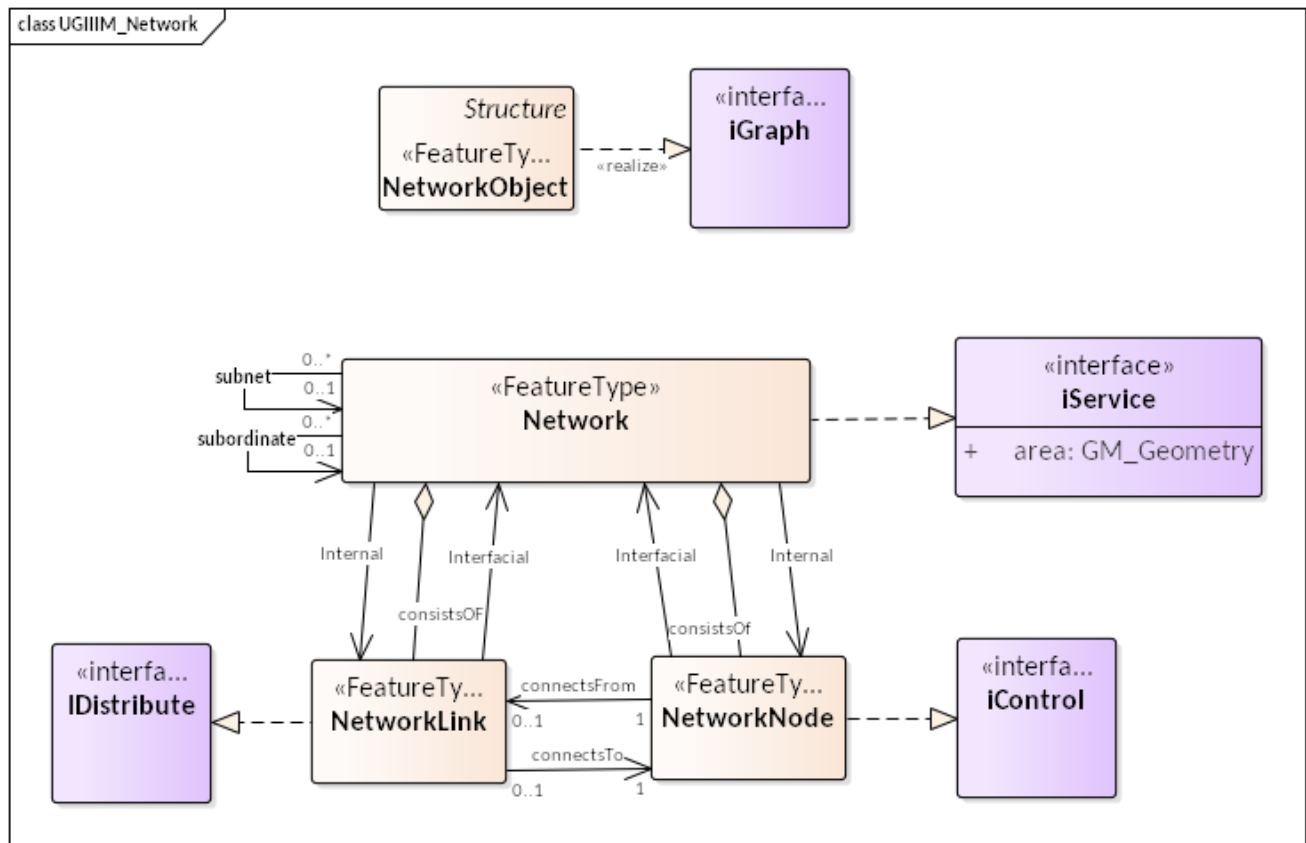 class UGIIIM_Network
Structure
«FeatureTy...
NetworkObject
«realize»
«interfa...
iGraph
0..*
subnet
0..1
0..*
subordinate
0..1
«FeatureType»
Network
«interface»
iService
+ area: GM_Geometry
Internal
Interfacial
Interfacial
Internal
consistsOF
consistsOf
«interfa...
IDistribute
«FeatureTy...
NetworkLink
connectsFrom
0..1 1
connectsTo
0..1 1
«FeatureTy...
NetworkNode
«interfa...
iControl